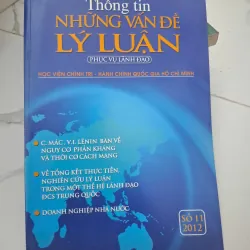 Thông tin
NHỮNG VẤN ĐỀ
LÝ LUẬN
(PHỤC VỤ LÃNH ĐẠO)
HỌC VIỆN CHÍNH TRỊ - HÀNH CHÍNH QUỐC GIA HỒ CHÍ MINH
C. MÁC, V.I. LÊNIN BÀN VỀ
NGUY CƠ PHẢN KHÁNG
VÀ THỜI CƠ CÁCH MẠNG
VỀ TỔNG KẾT THỰC TIỄN,
NGHIÊN CỨU LÝ LUẬN
TRONG MỘT THẾ HỆ LÃNH ĐẠO
ĐCS TRUNG QUỐC
DOANH NGHIỆP NHÀ NƯỚC
SỐ 11
2012